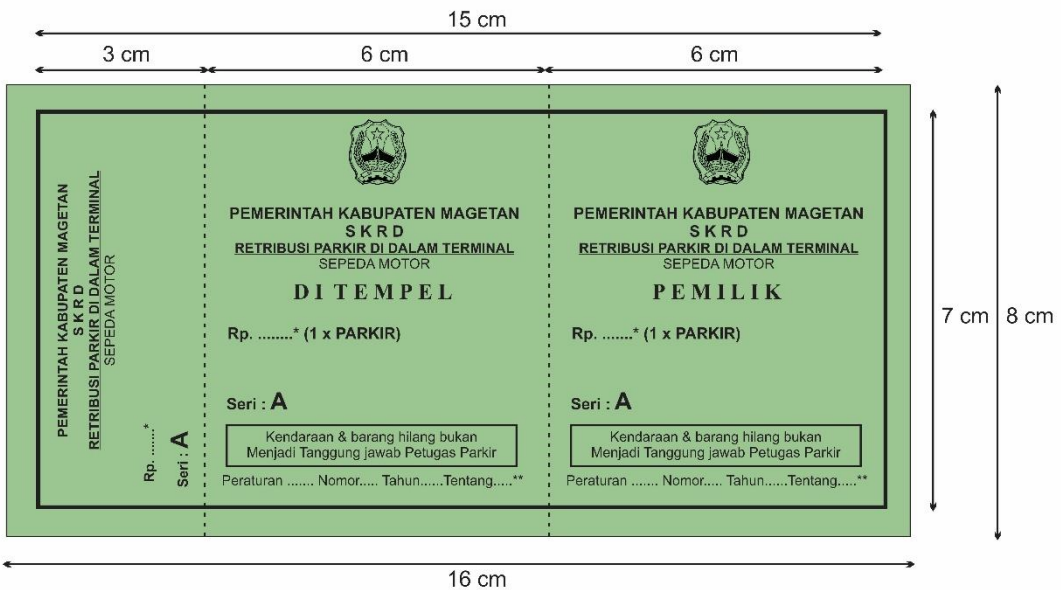 15 cm
3 cm
6 cm
6 cm
PEMERINTAH KABUPATEN MAGETAN
S K R D
RETRIBUSI PARKIR DI DALAM TERMINAL
SEPEDA MOTOR
Rp. .......*
Seri : A
PEMERINTAH KABUPATEN MAGETAN
S K R D
RETRIBUSI PARKIR DI DALAM TERMINAL
SEPEDA MOTOR
DI TEMPEL
Rp. ........* (1 x PARKIR)
Seri : A
Kendaraan & barang hilang bukan
Menjadi Tanggung jawab Petugas Parkir
Peraturan ....... Nomor..... Tahun......Tentang.....**
PEMERINTAH KABUPATEN MAGETAN
S K R D
RETRIBUSI PARKIR DI DALAM TERMINAL
SEPEDA MOTOR
PEMILIK
Rp. .......* (1 x PARKIR)
Seri : A
Kendaraan & barang hilang bukan
Menjadi Tanggung jawab Petugas Parkir
Peraturan ....... Nomor..... Tahun......Tentang.....**
7 cm
8 cm
16 cm